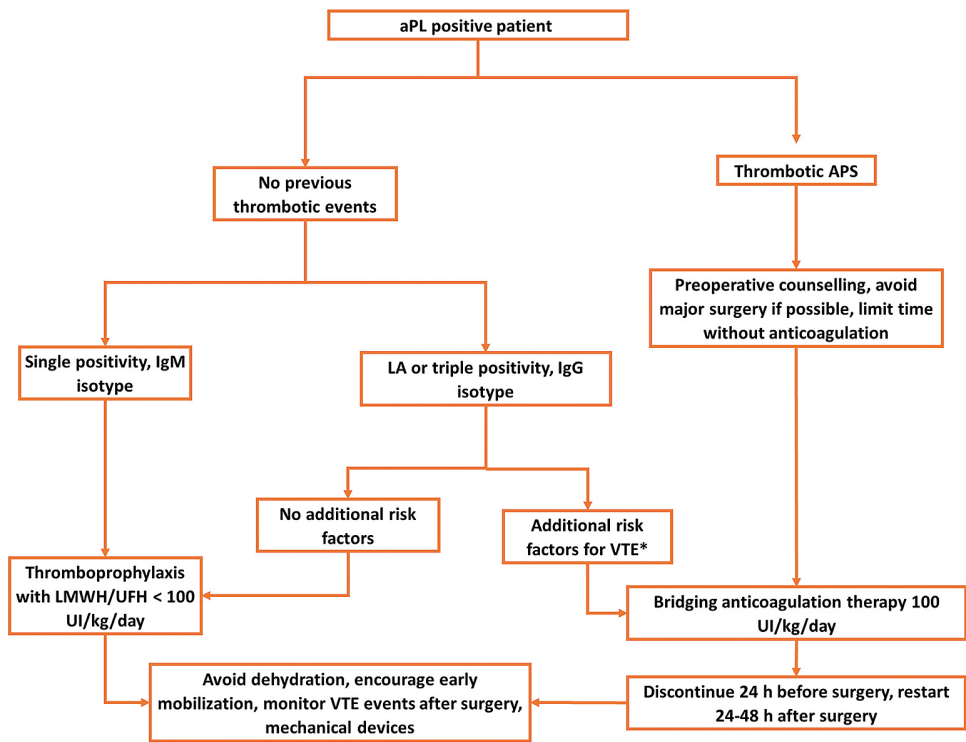 aPL positive patient
No previous
thrombotic events
Thrombotic APS
Preoperative counselling, avoid
major surgery if possible, limit time
without anticoagulation
Single positivity, IgM
isotype
LA or triple positivity, IgG
isotype
No additional risk
factors
Additional risk
factors for VTE*
Thromboprophylaxis
with LMWH/UFH < 100
UI/kg/day
Bridging anticoagulation therapy 100
UI/kg/day
Avoid dehydration, encourage early
mobilization, monitor VTE events after surgery,
mechanical devices
Discontinue 24 h before surgery, restart
24-48 h after surgery